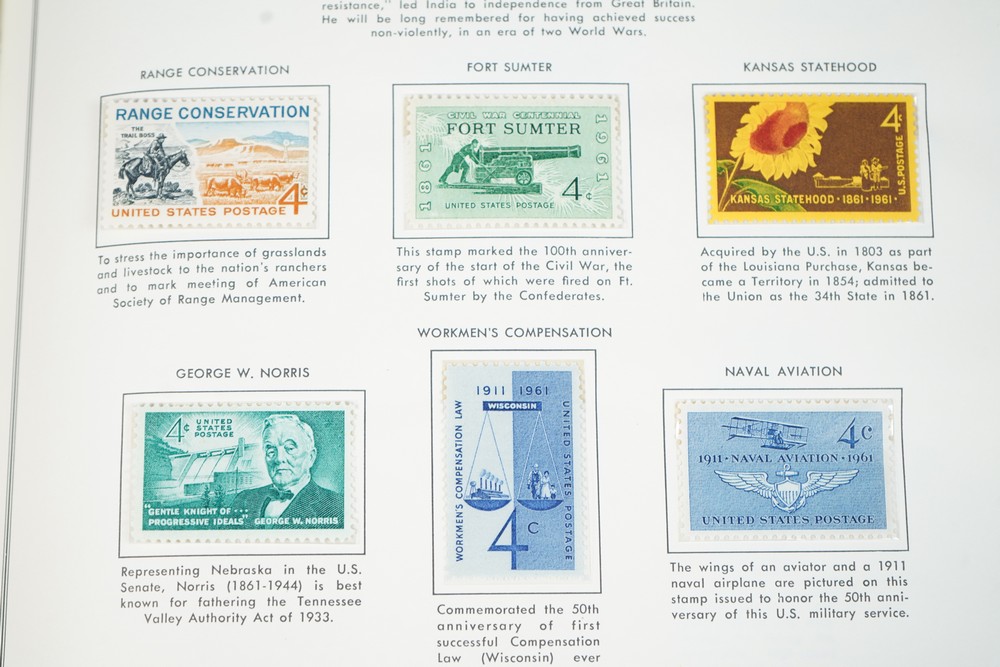 resistance," led India to independence from Great Britain.
He will be long remembered for having achieved success
non-violently, in an era of two World Wars.
RANGE CONSERVATION
RANGE CONSERVATION
THE
TRAIL BOSS
4¢
UNITED STATES POSTAGE
To stress the importance of grasslands
and livestock to the nation's ranchers
and to mark meeting of American
Society of Range Management.
FORT SUMTER
CIVIL WAR CENTENNIAL
FORT SUMTER
1861
1961
4¢
UNITED STATES POSTAGE
This stamp marked the 100th anniver-
sary of the start of the Civil War, the
first shots of which were fired on Ft.
Sumter by the Confederates.
KANSAS STATEHOOD
4¢
U.S. POSTAGE
KANSAS STATEHOOD · 1861 · 1961 ·
Acquired by the U.S. in 1803 as part
of the Louisiana Purchase, Kansas be-
came a Territory in 1854; admitted to
the Union as the 34th State in 1861.
GEORGE W. NORRIS
4¢ UNITED
STATES
POSTAGE
"GENTLE KNIGHT OF ···
PROGRESSIVE IDEALS" GEORGE W. NORRIS
Representing Nebraska in the U.S.
Senate, Norris (1861-1944) is best
known for fathering the Tennessee
Valley Authority Act of 1933.
WORKMEN'S COMPENSATION
1911 1961
WISCONSIN
WORKMEN'S COMPENSATION LAW
UNITED STATES POSTAGE
4c
Commemorated the 50th
anniversary of first
successful Compensation
Law (Wisconsin) ever
NAVAL AVIATION
4c
1911 · NAVAL AVIATION · 1961
UNITED STATES POSTAGE
The wings of an aviator and a 1911
naval airplane are pictured on this
stamp issued to honor the 50th anni-
versary of this U.S. military service.